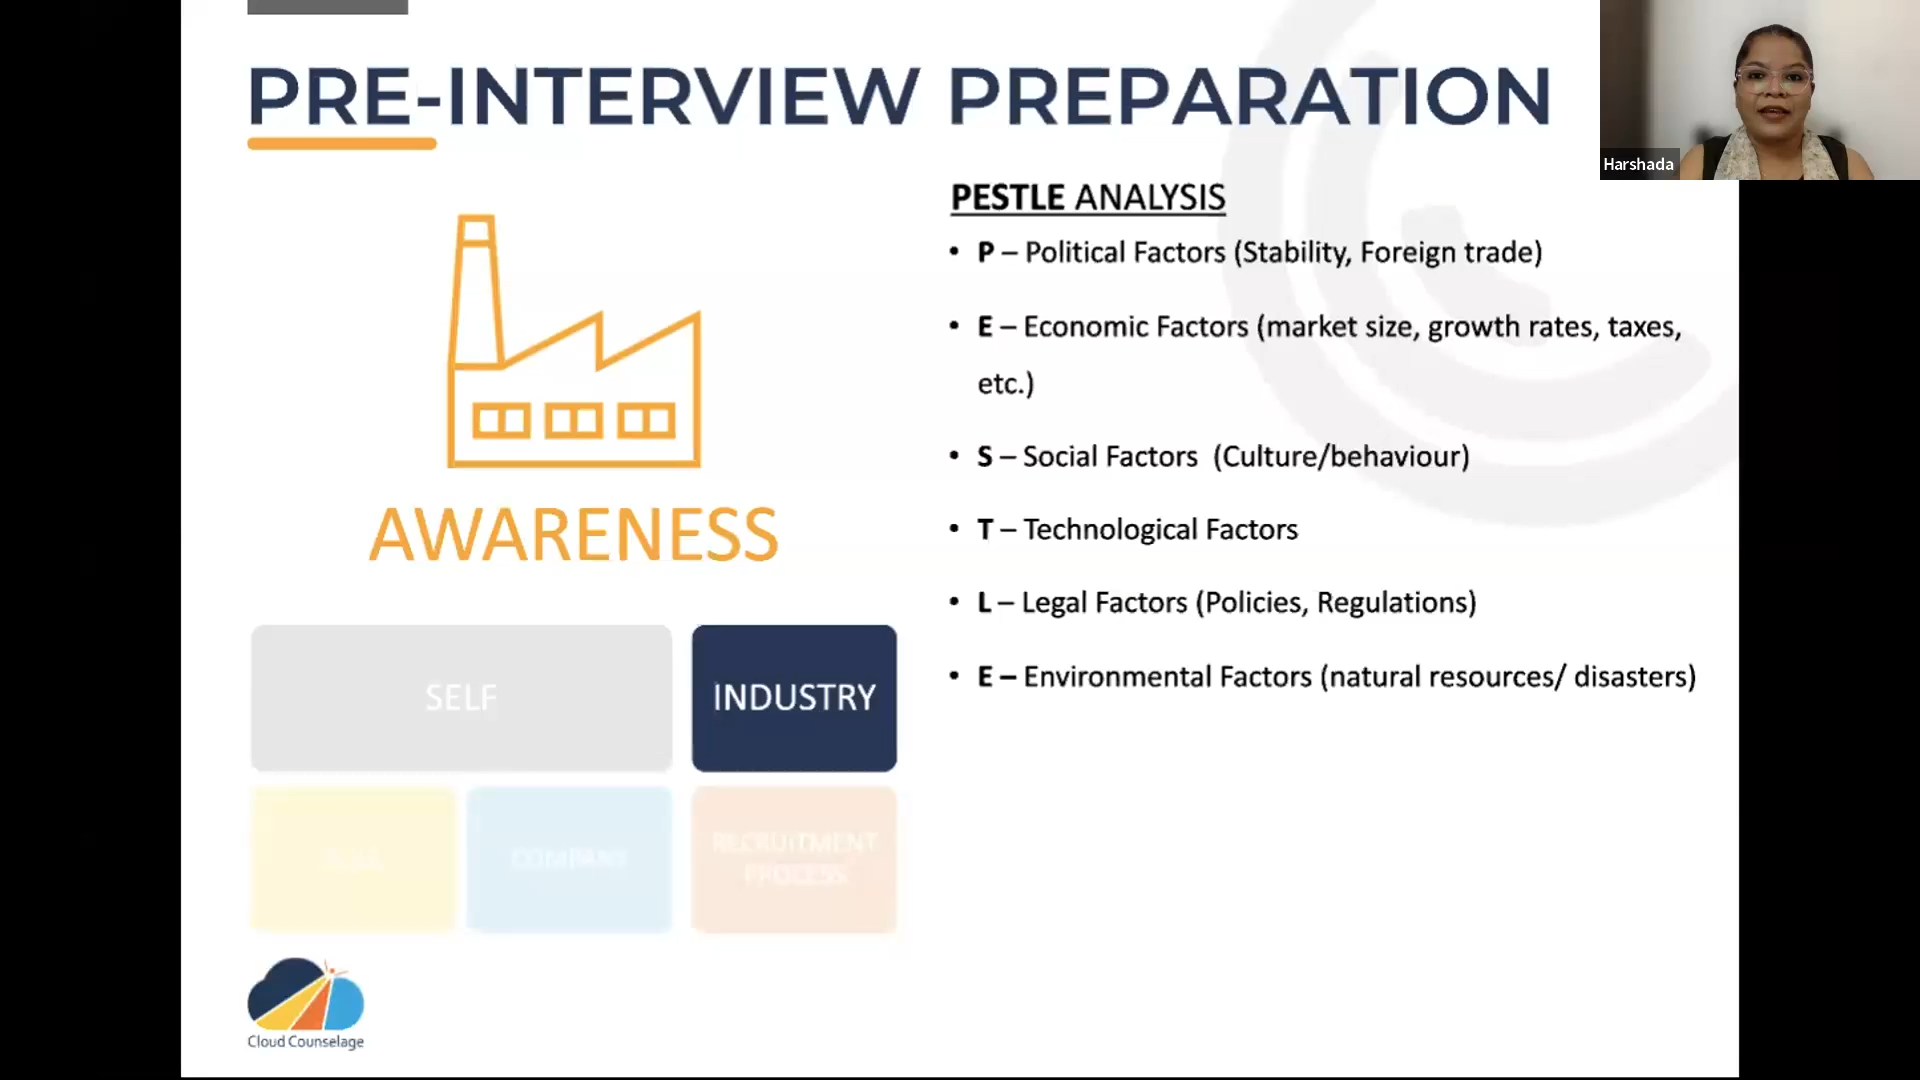 PRE-INTERVIEW PREPARATION
Harshada
PESTLE ANALYSIS
• P – Political Factors (Stability, Foreign trade)
• E – Economic Factors (market size, growth rates, taxes,
etc.)
• S – Social Factors (Culture/behaviour)
• T – Technological Factors
• L – Legal Factors (Policies, Regulations)
• E – Environmental Factors (natural resources/ disasters)
AWARENESS
SELF
INDUSTRY
COMPANY
RECRUITMENT
PROCESS
Cloud Counselage